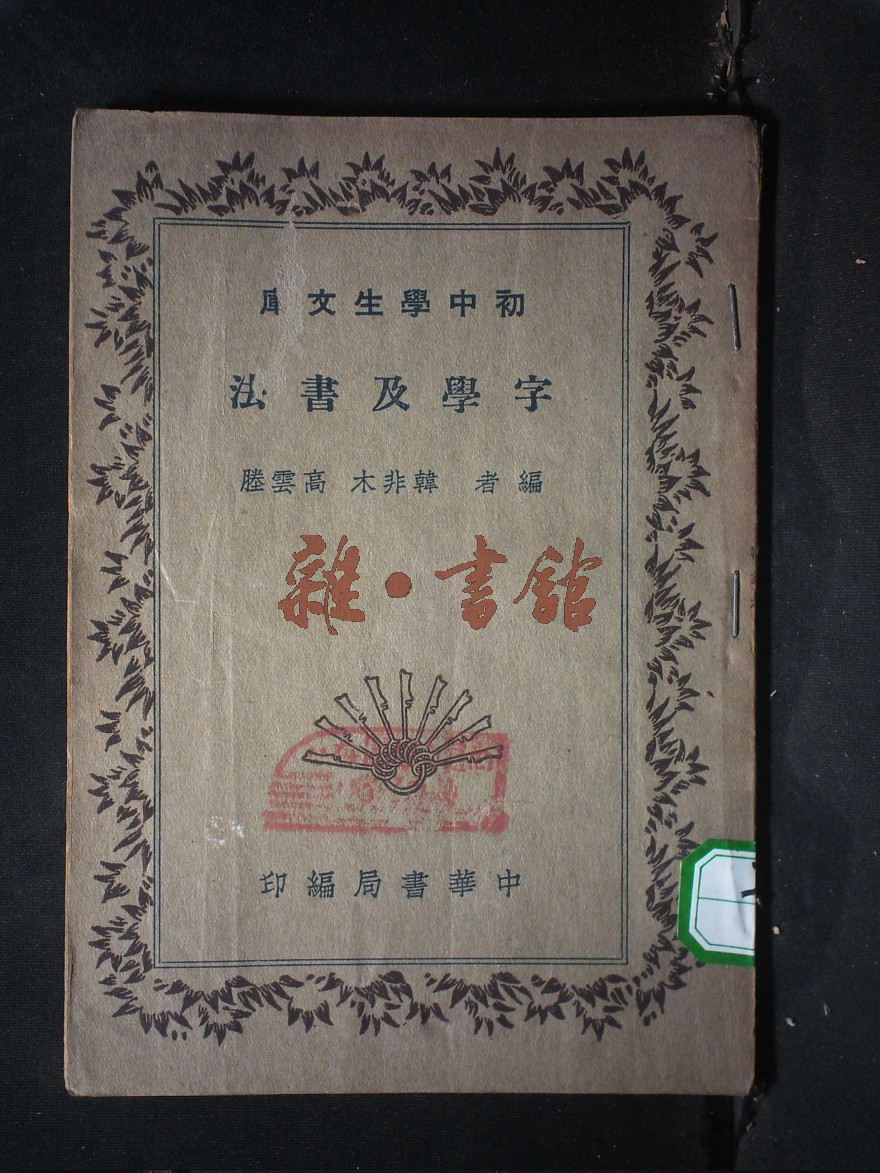 初中學生文庫
字學及書法
編者 韓非木 高雲塍
雜·書館
中華書局編印